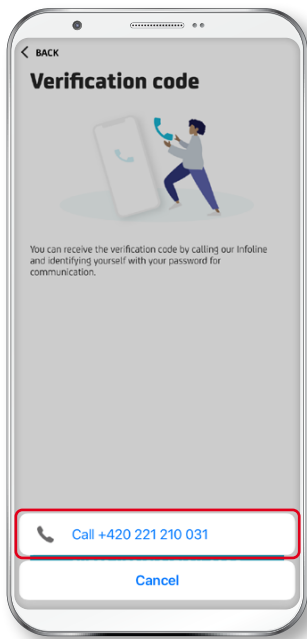 BACK
Verification code
You can receive the verification code by calling our Infoline
and identifying yourself with your password for
communication.
Call +420 221 210 031
Cancel